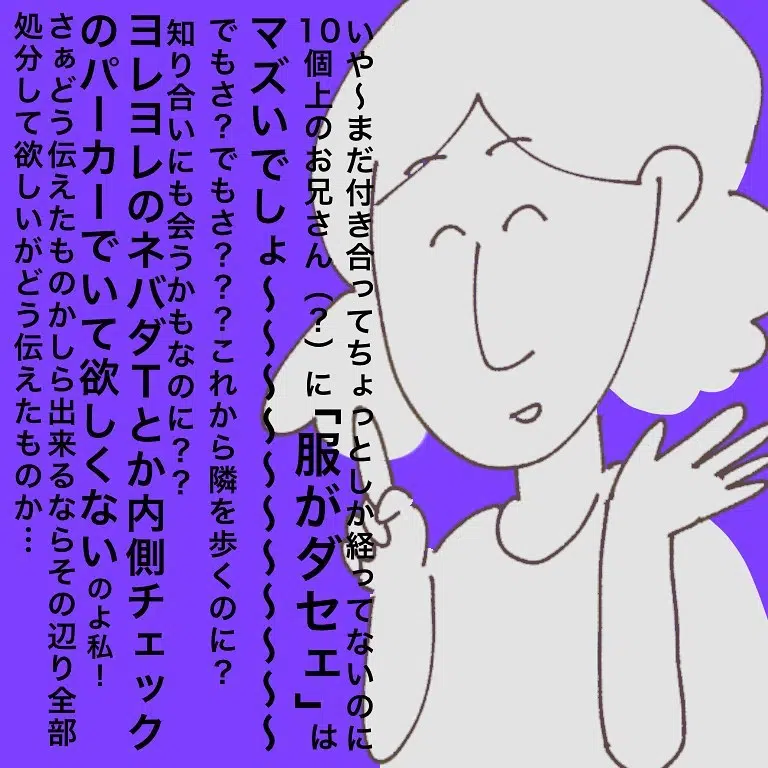 いや〜まだ付き合ってちょっとしか経ってないのに
10個上のお兄さん（？）に「服がダセェ」は
マズいでしょ〜〜〜〜〜〜〜〜〜〜〜
でもさ？でもさ？？？これから隣を歩くのに？
知り合いにも会うかもなのに？？
ヨレヨレのネバダTとか内側チェック
のパーカーでいて欲しくないのよ私！
さぁどう伝えたものかしら出来るならその辺り全部
処分して欲しいがどう伝えたものか…